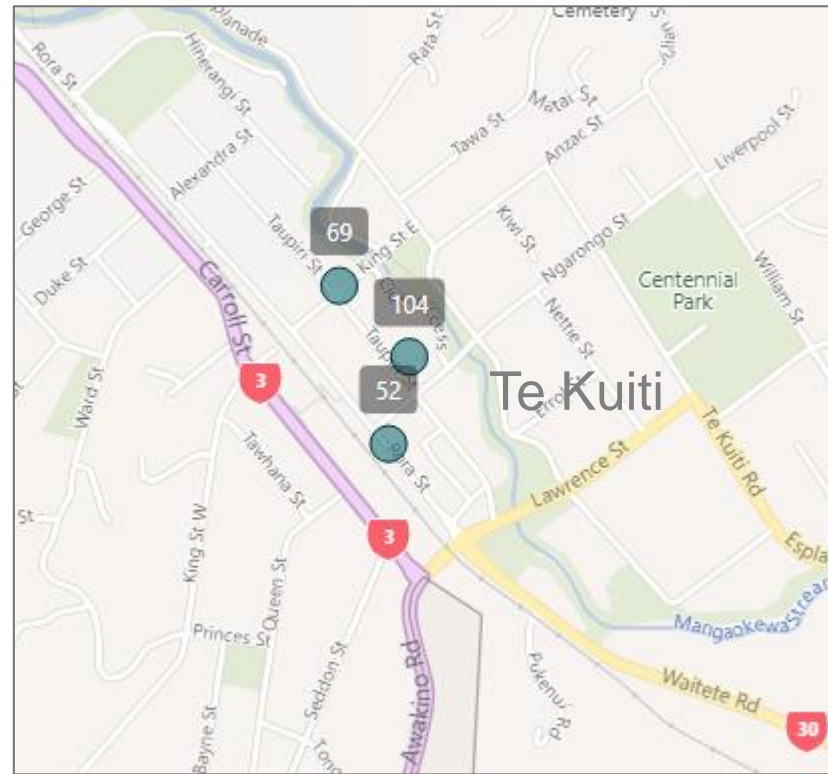 Cemetery
Rora St
Hinerangi St
Rata St
Matai St
Tawa St
Anzac St
Liverpool St
Alexandra St
George St
Duke St
Taupiri St
King St E
69
104
52
Kiwi St
Ngarongo St
William St
Centennial
Park
Nettie St
Carroll St
3
Te Kuiti
Ward St
Rora St
Lawrence St
Te Kuiti Rd
Tawhana St
St
King St W
3
Queen St
Princes St
Seddon St
Bayne St
Awakino Rd
Pukenui Rd
Mangaokewa Stream
Waitete Rd
30